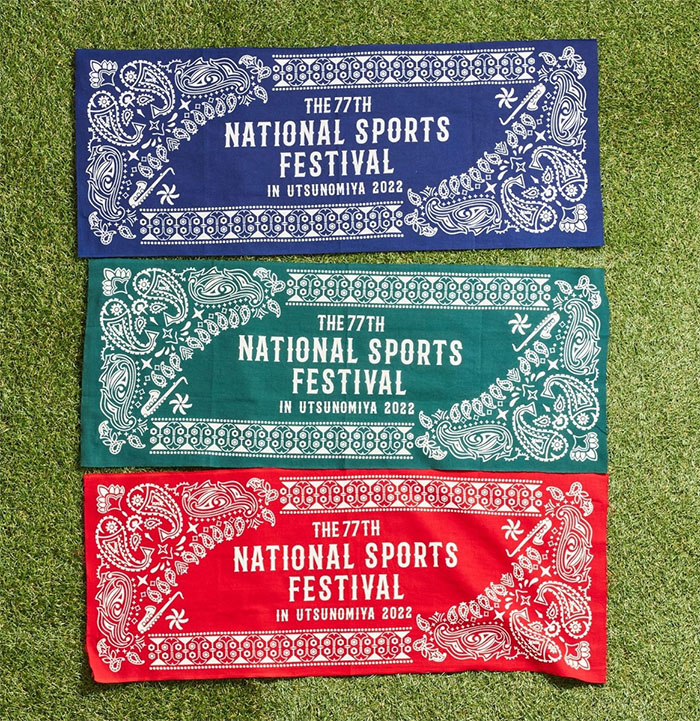 THE 77TH
NATIONAL SPORTS
FESTIVAL
IN UTSUNOMIYA 2022
THE 77TH
NATIONAL SPORTS
FESTIVAL
IN UTSUNOMIYA 2022
THE 77TH
NATIONAL SPORTS
FESTIVAL
IN UTSUNOMIYA 2022